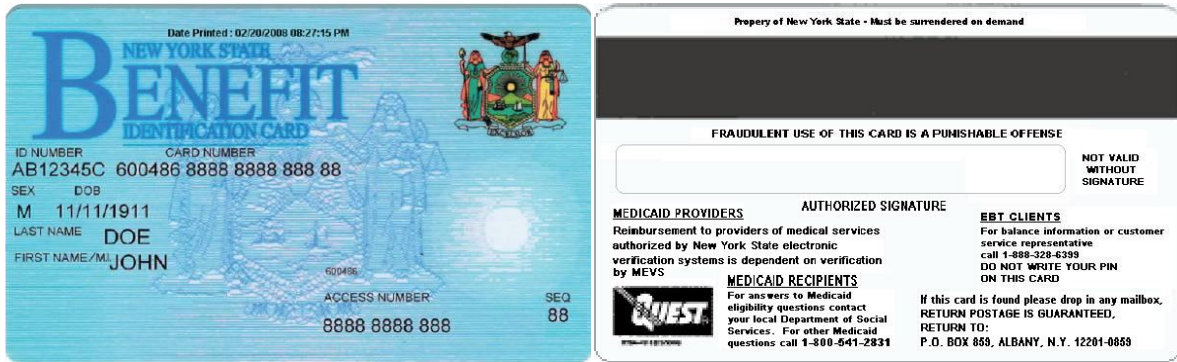 Date Printed : 02/20/2008 08:27:15 PM
NEW YORK STATE
BENEFIT
IDENTIFICATION CARD
ID NUMBER CARD NUMBER
AB12345C 600486 8888 8888 888 88
SEX DOB
M 11/11/1911
LAST NAME DOE
FIRST NAME/M.I. JOHN
600486
ACCESS NUMBER SEQ
8888 8888 888 88
Propery of New York State - Must be surrendered on demand
FRAUDULENT USE OF THIS CARD IS A PUNISHABLE OFFENSE
NOT VALID
WITHOUT
SIGNATURE
AUTHORIZED SIGNATURE
MEDICAID PROVIDERS
Reimbursement to providers of medical services
authorized by New York State electronic
verification systems is dependent on verification
by MEVS
MEDICAID RECIPIENTS
For answers to Medicaid
eligibility questions contact
your local Department of Social
Services. For other Medicaid
questions call 1-800-541-2831
QUEST
EBT CLIENTS
For balance information or customer
service representative
call 1-888-328-6399
DO NOT WRITE YOUR PIN
ON THIS CARD
If this card is found please drop in any mailbox,
RETURN POSTAGE IS GUARANTEED,
RETURN TO:
P.O. BOX 859, ALBANY, N.Y. 12201-0859